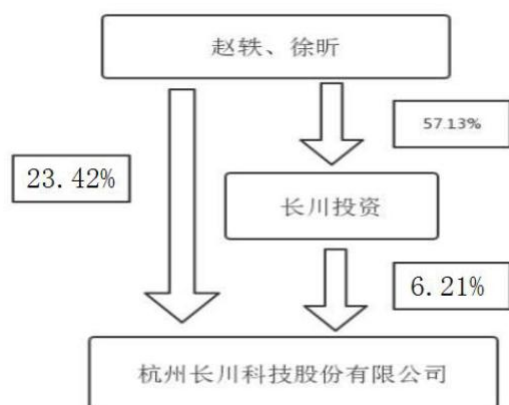 赵轶、徐昕
57.13%
23.42%
长川投资
6.21%
杭州长川科技股份有限公司